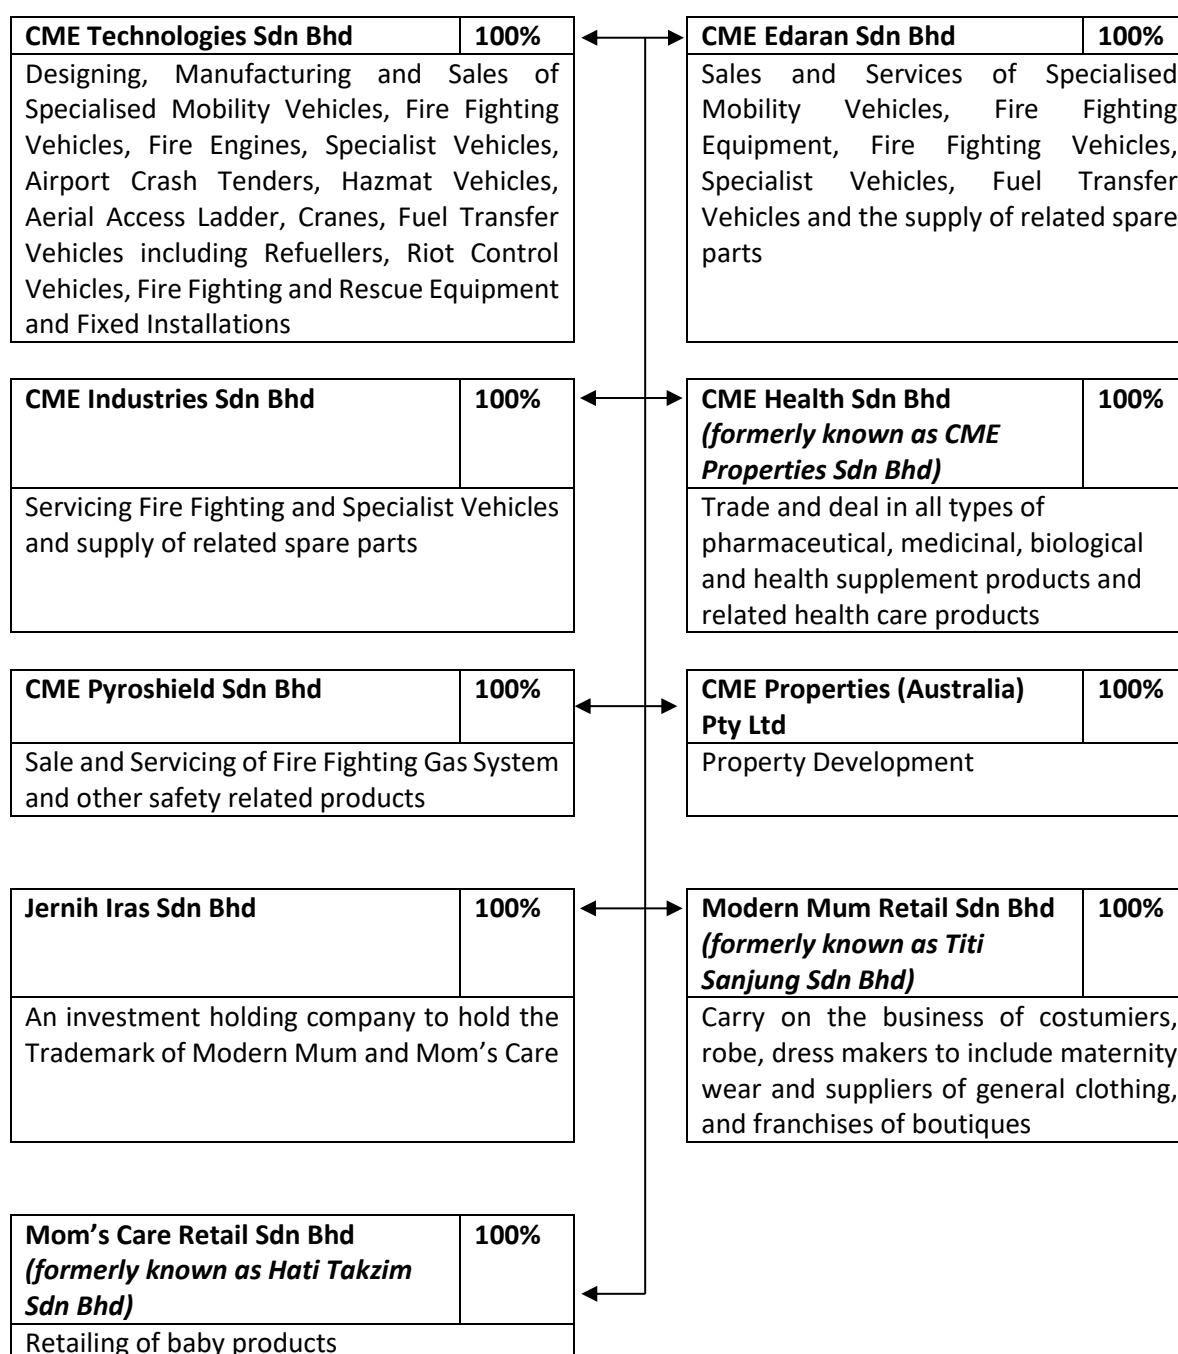 CME Technologies Sdn Bhd 100%
Designing, Manufacturing and Sales of
Specialised Mobility Vehicles, Fire Fighting
Vehicles, Fire Engines, Specialist Vehicles,
Airport Crash Tenders, Hazmat Vehicles,
Aerial Access Ladder, Cranes, Fuel Transfer
Vehicles including Refuellers, Riot Control
Vehicles, Fire Fighting and Rescue Equipment
and Fixed Installations
CME Edaran Sdn Bhd 100%
Sales and Services of Specialised
Mobility Vehicles, Fire Fighting
Equipment, Fire Fighting Vehicles,
Specialist Vehicles, Fuel Transfer
Vehicles and the supply of related spare
parts
CME Industries Sdn Bhd 100%
Servicing Fire Fighting and Specialist Vehicles
and supply of related spare parts
CME Health Sdn Bhd 100%
(formerly known as CME
Properties Sdn Bhd)
Trade and deal in all types of
pharmaceutical, medicinal, biological
and health supplement products and
related health care products
CME Pyroshield Sdn Bhd 100%
Sale and Servicing of Fire Fighting Gas System
and other safety related products
CME Properties (Australia) 100%
Pty Ltd
Property Development
Jernih Iras Sdn Bhd 100%
An investment holding company to hold the
Trademark of Modern Mum and Mom’s Care
Modern Mum Retail Sdn Bhd 100%
(formerly known as Titi
Sanjung Sdn Bhd)
Carry on the business of costumiers,
robe, dress makers to include maternity
wear and suppliers of general clothing,
and franchises of boutiques
Mom’s Care Retail Sdn Bhd 100%
(formerly known as Hati Takzim
Sdn Bhd)
Retailing of baby products